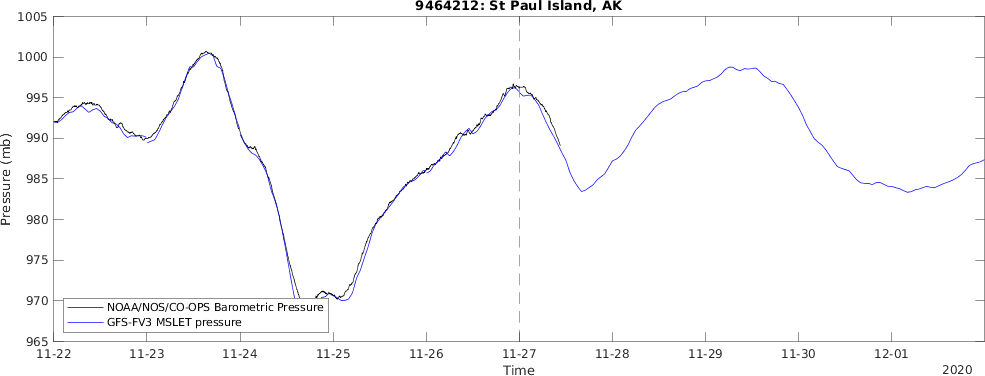 9464212: St Paul Island, AK
1005
1000
995
990
985
980
975
970
965
Pressure (mb)
NOAA/NOS/CO-OPS Barometric Pressure
GFS-FV3 MSLET pressure
11-22 11-23 11-24 11-25 11-26 11-27 11-28 11-29 11-30 12-01
Time
2020